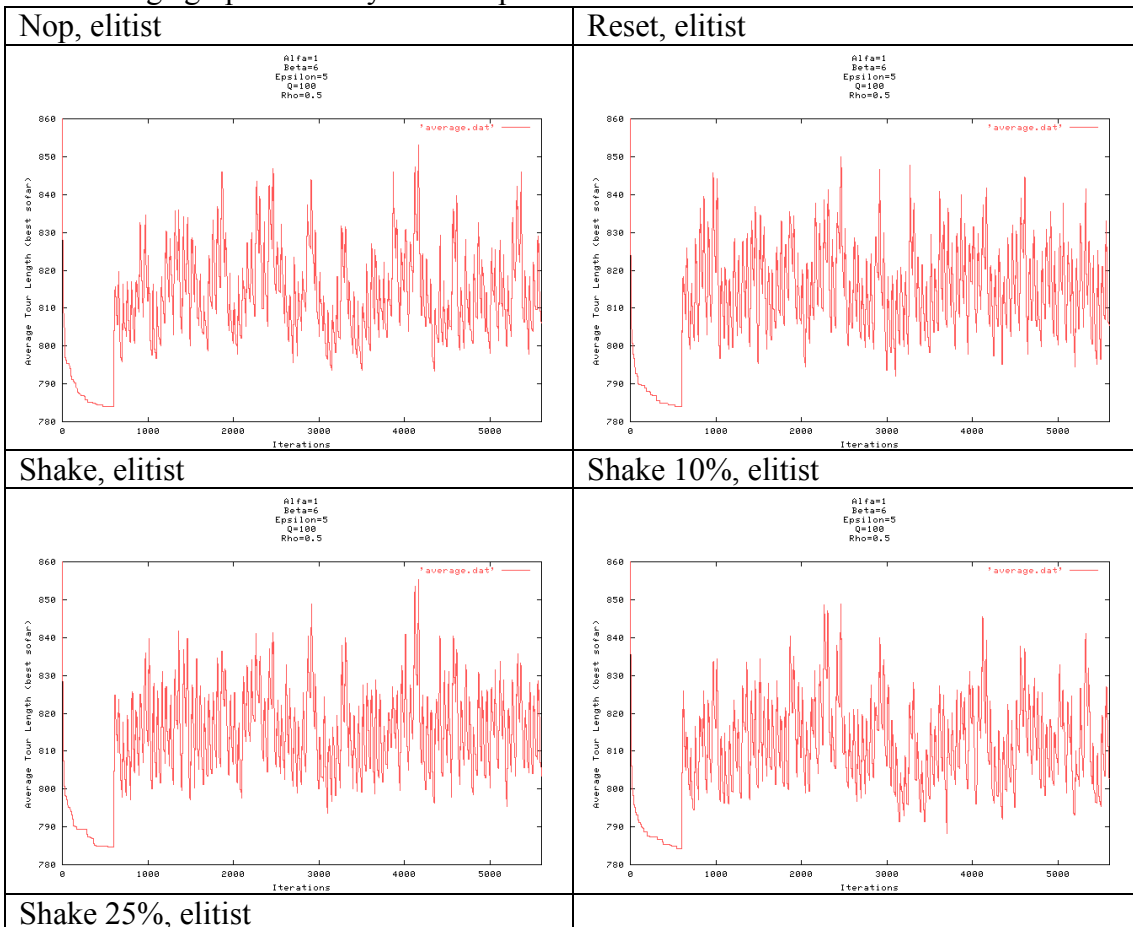 Nop, elitist
Reset, elitist
Alfa=1
Beta=6
Epsilon=5
Q=100
Rho=0.5
'average.dat'
860
850
840
830
820
810
800
790
780
Average Tour Length (best sofar)
0 1000 2000 3000 4000 5000
Iterations
Alfa=1
Beta=6
Epsilon=5
Q=100
Rho=0.5
'average.dat'
860
850
840
830
820
810
800
790
780
Average Tour Length (best sofar)
0 1000 2000 3000 4000 5000
Iterations
Shake, elitist
Shake 10%, elitist
Alfa=1
Beta=6
Epsilon=5
Q=100
Rho=0.5
'average.dat'
860
850
840
830
820
810
800
790
780
Average Tour Length (best sofar)
0 1000 2000 3000 4000 5000
Iterations
Alfa=1
Beta=6
Epsilon=5
Q=100
Rho=0.5
'average.dat'
860
850
840
830
820
810
800
790
780
Average Tour Length (best sofar)
0 1000 2000 3000 4000 5000
Iterations
Shake 25%, elitist